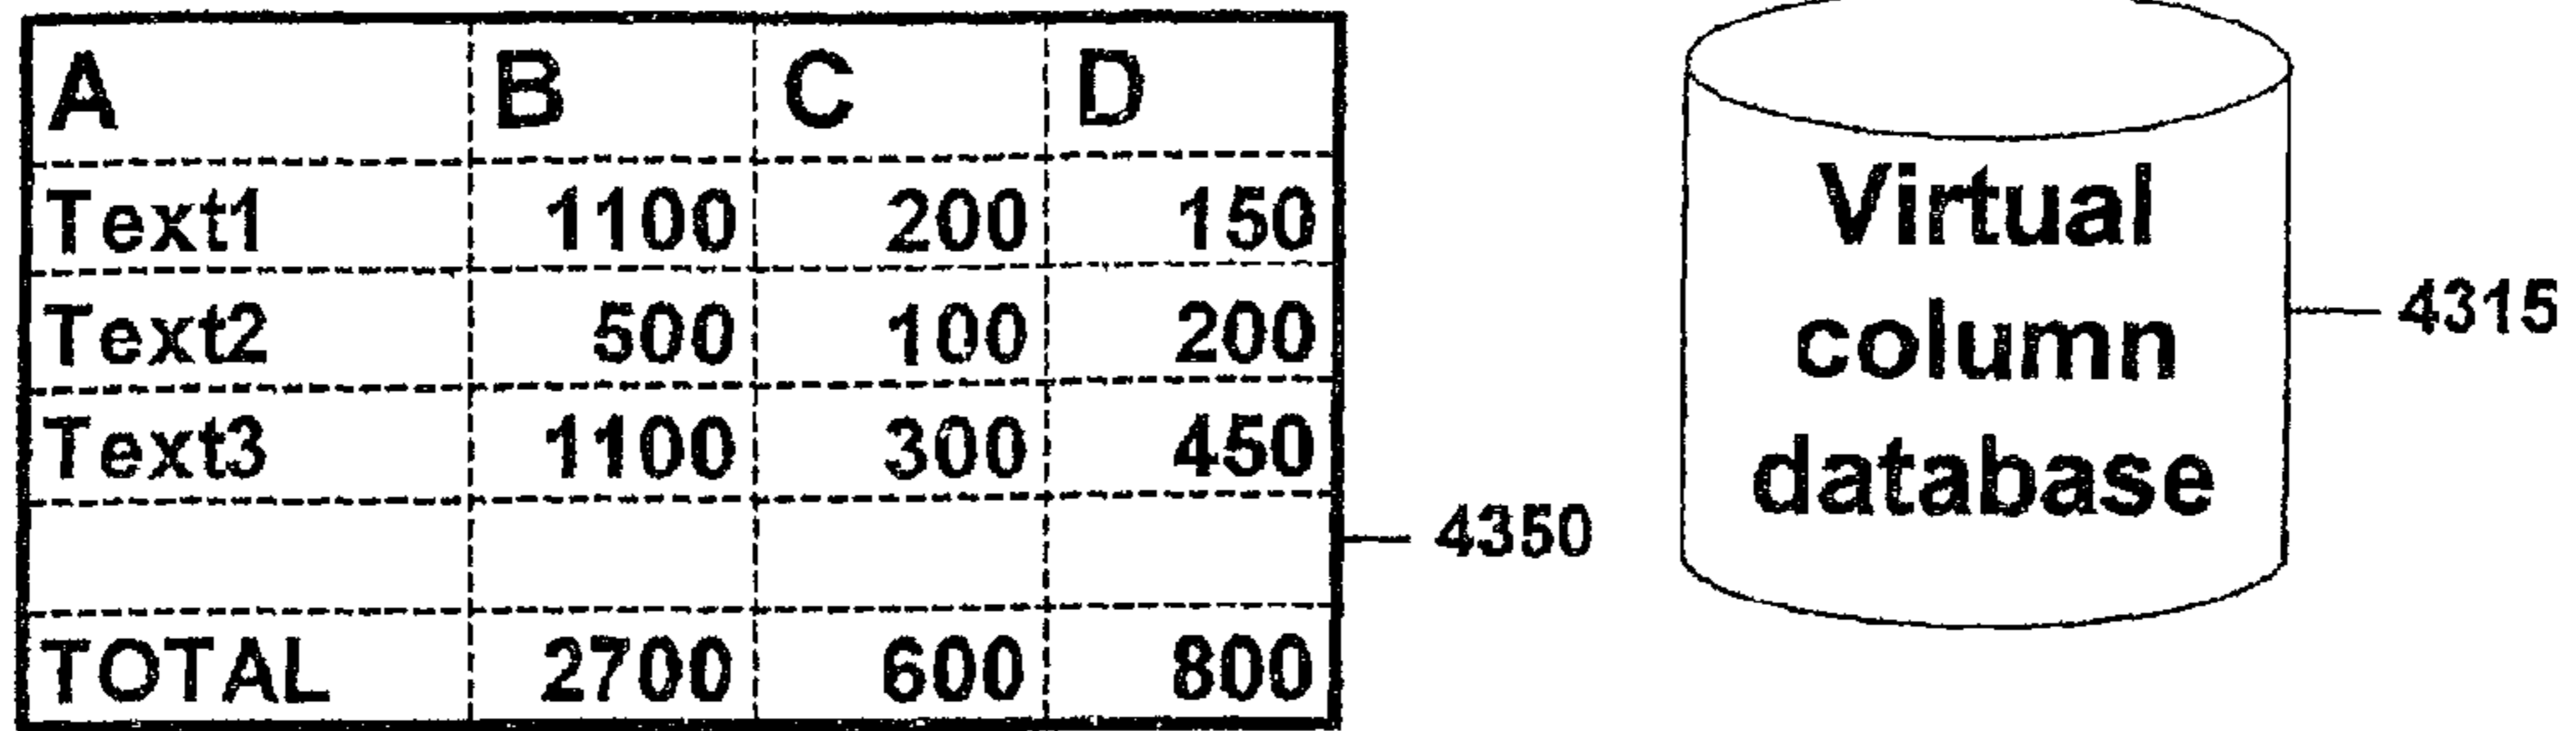 A B C D
Text1 1100 200 150
Text2 500 100 200
Text3 1100 300 450
TOTAL 2700 600 800
4350
Virtual
column
database
4315